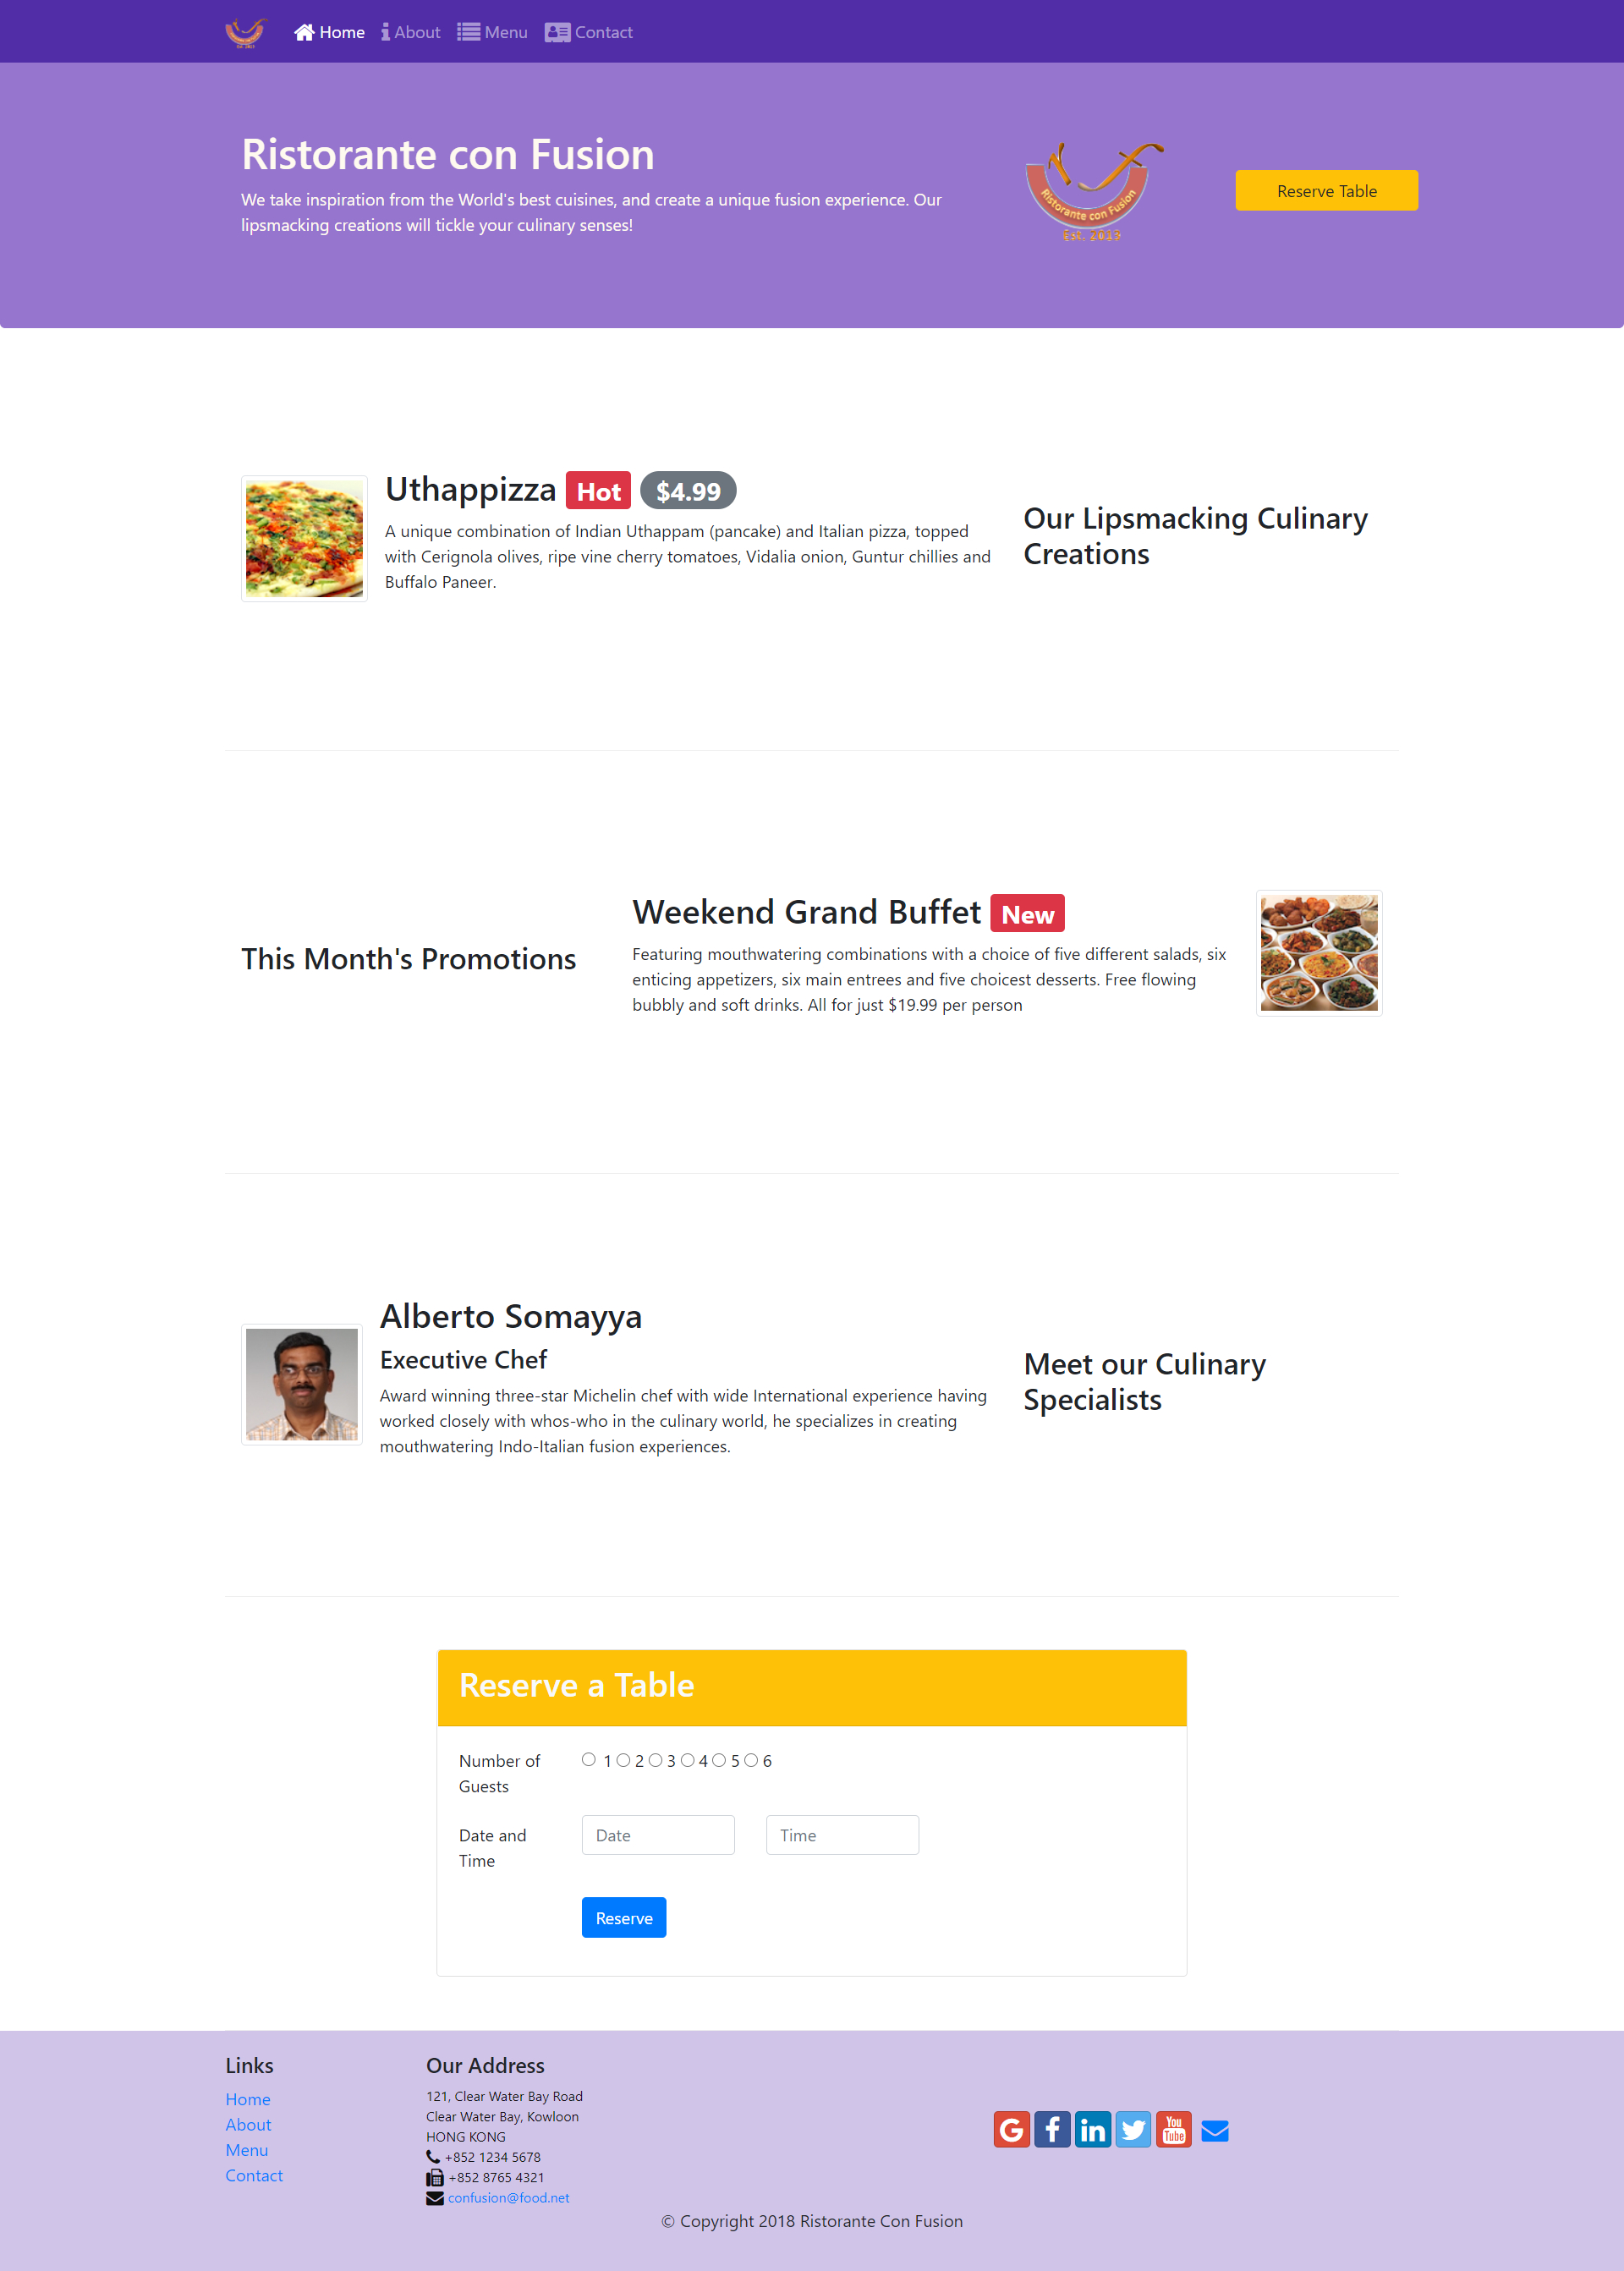 Home About Menu Contact
Ristorante con Fusion
We take inspiration from the World's best cuisines, and create a unique fusion experience. Our
lipsmacking creations will tickle your culinary senses!
Ristorante con Fusion
Reserve Table
Uthappizza Hot $4.99
A unique combination of Indian Uthappam (pancake) and Italian pizza, topped
with Cerignola olives, ripe vine cherry tomatoes, Vidalia onion, Guntur chillies and
Buffalo Paneer.
Our Lipsmacking Culinary
Creations
This Month's Promotions
Weekend Grand Buffet New
Featuring mouthwatering combinations with a choice of five different salads, six
enticing appetizers, six main entrees and five choicest desserts. Free flowing
bubbly and soft drinks. All for just $19.99 per person
Alberto Somayya
Executive Chef
Award winning three-star Michelin chef with wide International experience having
worked closely with whos-who in the culinary world, he specializes in creating
mouthwatering Indo-Italian fusion experiences.
Meet our Culinary
Specialists
Reserve a Table
Number of
Guests
1 2 3 4 5 6
Date and
Time
Date
Time
Reserve
Links
Home
About
Menu
Contact
Our Address
121, Clear Water Bay Road
Clear Water Bay, Kowloon
HONG KONG
+852 1234 5678
+852 8765 4321
confusion@food.net
G f in You Tube
© Copyright 2018 Ristorante Con Fusion